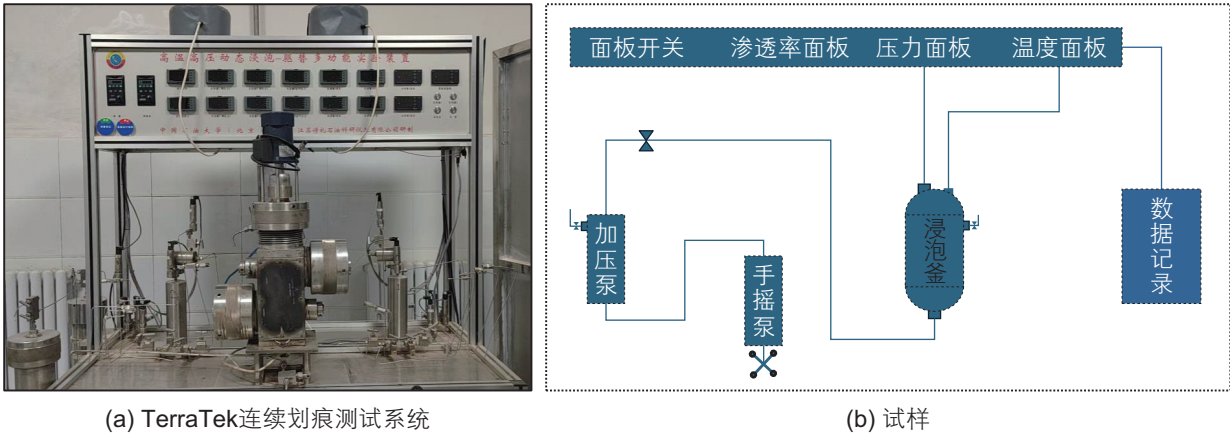 高温高压动态浸泡-驱替多功能实验装置
面板开关 渗透率面板 压力面板 温度面板
加压泵
手摇泵
浸泡釜
数据记录
(a) TerraTek连续划痕测试系统
(b) 试样